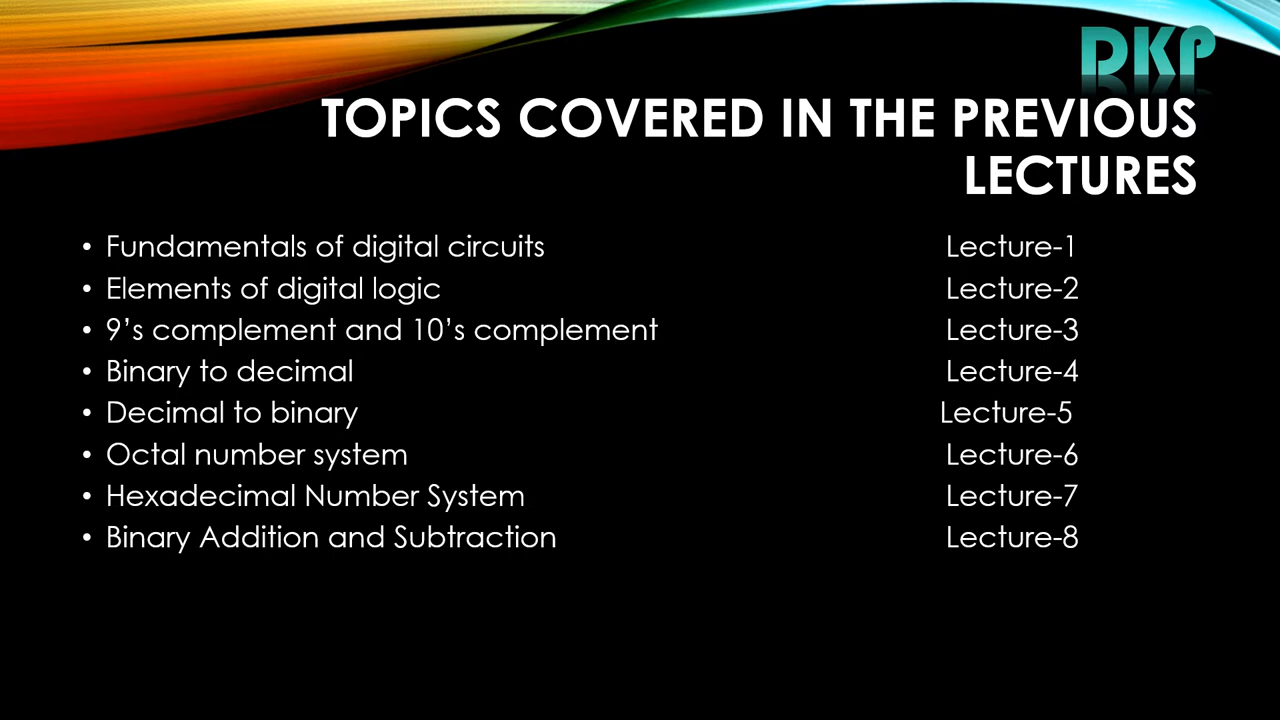 DKP
TOPICS COVERED IN THE PREVIOUS
LECTURES
• Fundamentals of digital circuits Lecture-1
• Elements of digital logic Lecture-2
• 9’s complement and 10’s complement Lecture-3
• Binary to decimal Lecture-4
• Decimal to binary Lecture-5
• Octal number system Lecture-6
• Hexadecimal Number System Lecture-7
• Binary Addition and Subtraction Lecture-8